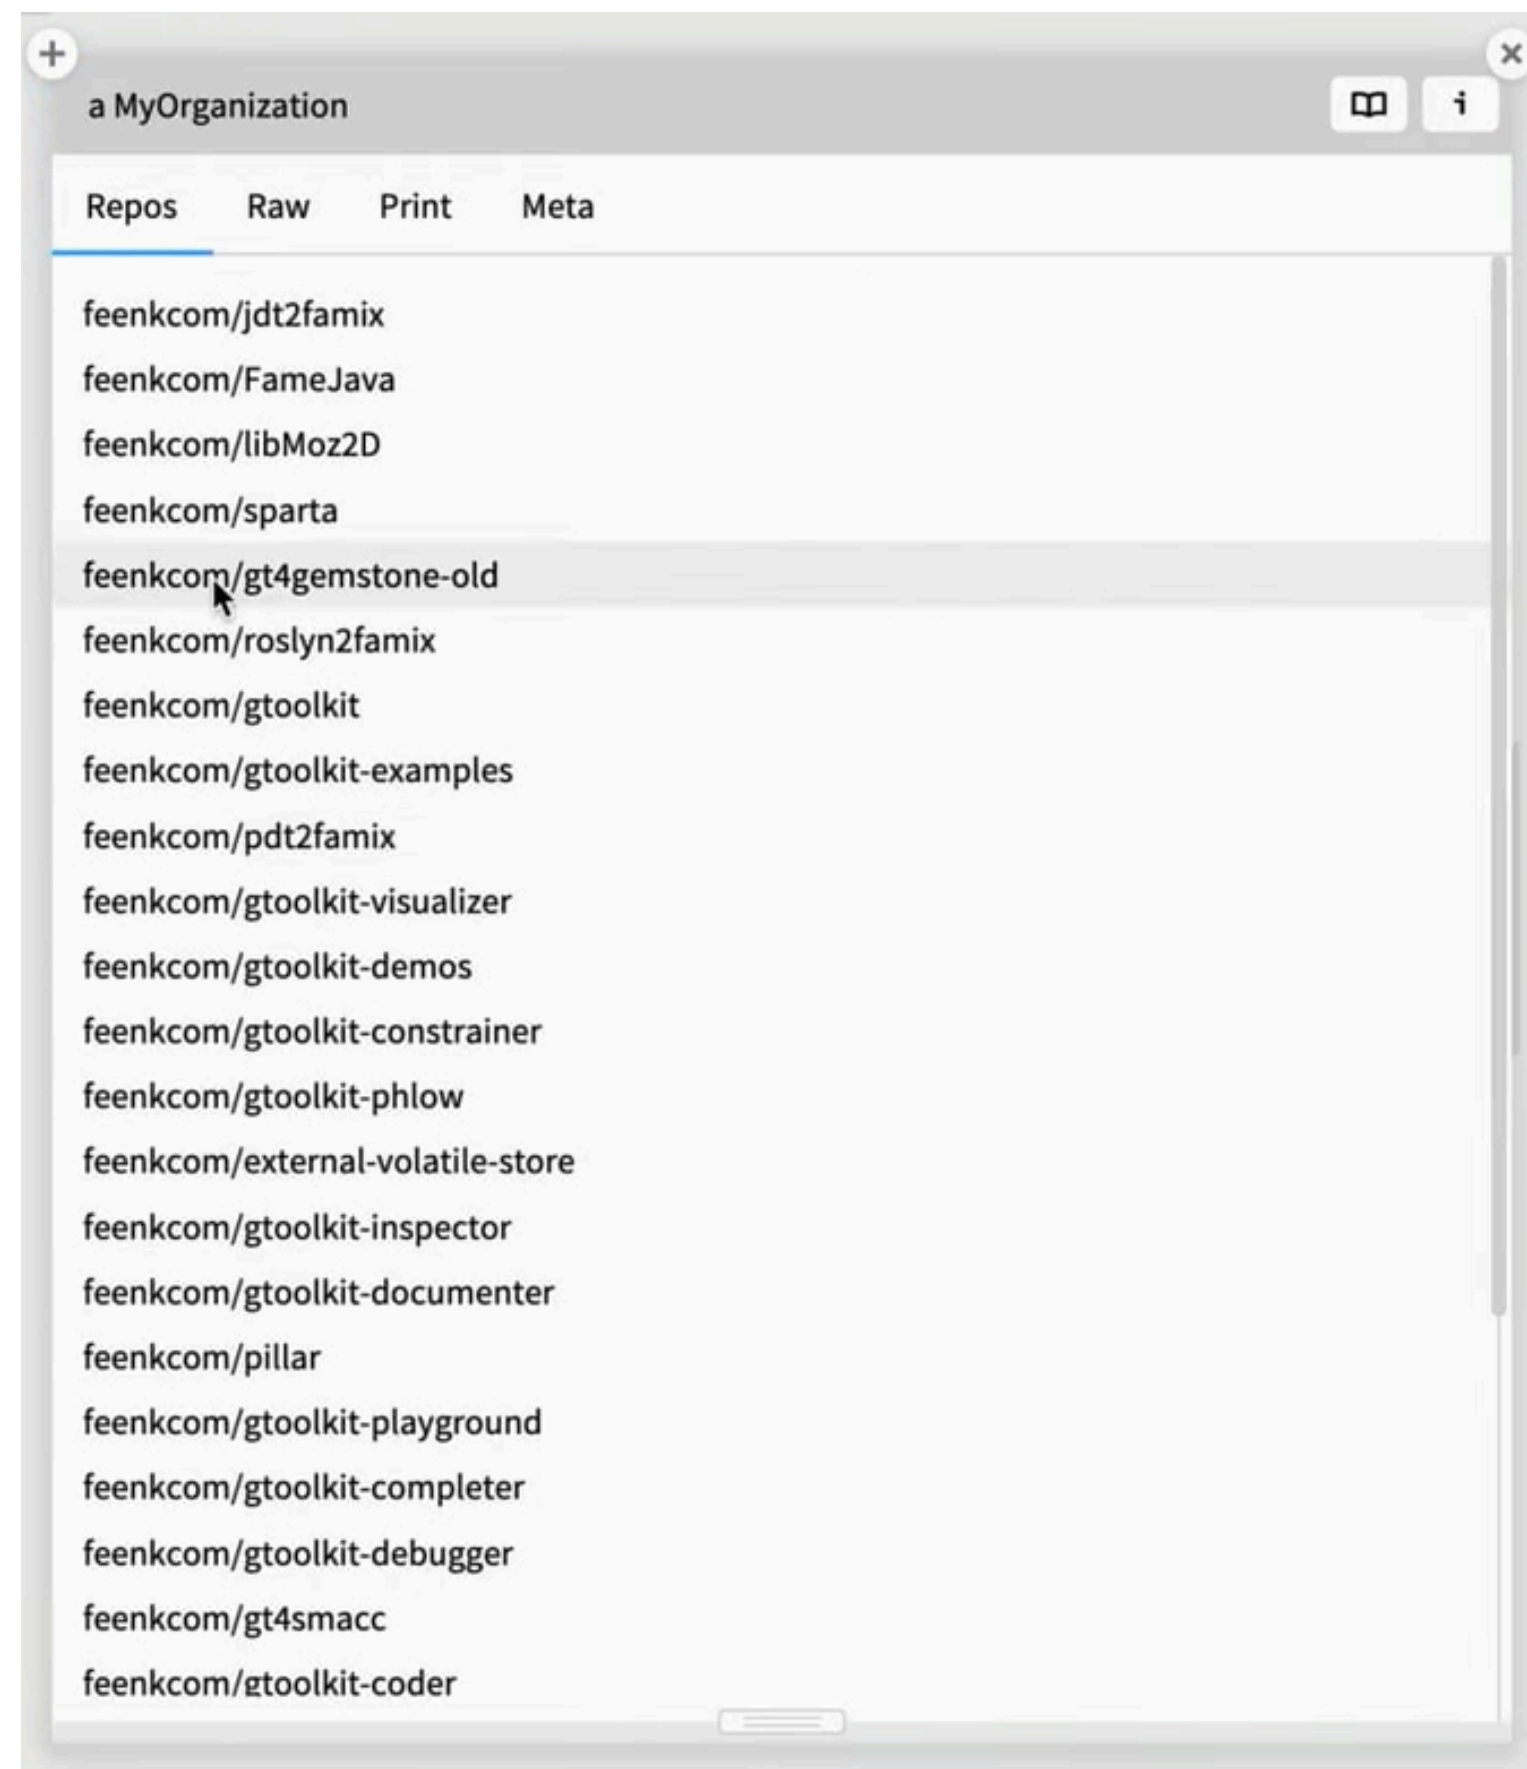 a MyOrganization
i
Repos Raw Print Meta
feenkcom/jdt2famix
feenkcom/FameJava
feenkcom/libMoz2D
feenkcom/sparta
feenkcom/gt4gemstone-old
feenkcom/roslyn2famix
feenkcom/gtoolkit
feenkcom/gtoolkit-examples
feenkcom/pdt2famix
feenkcom/gtoolkit-visualizer
feenkcom/gtoolkit-demos
feenkcom/gtoolkit-constrainer
feenkcom/gtoolkit-phlow
feenkcom/external-volatile-store
feenkcom/gtoolkit-inspector
feenkcom/gtoolkit-documenter
feenkcom/pillar
feenkcom/gtoolkit-playground
feenkcom/gtoolkit-completer
feenkcom/gtoolkit-debugger
feenkcom/gt4smacc
feenkcom/gtoolkit-coder